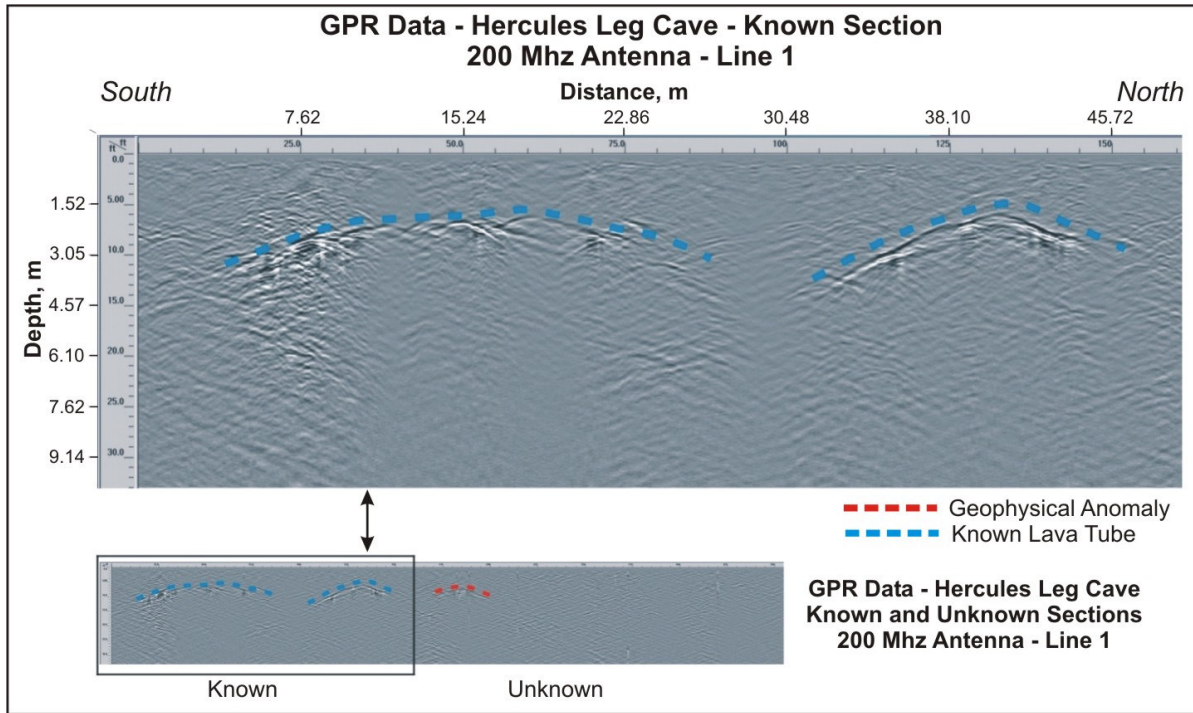 GPR Data - Hercules Leg Cave - Known Section
200 Mhz Antenna - Line 1
South Distance, m North
7.62 15.24 22.86 30.48 38.10 45.72
ft ft 25.0 50.0 75.0 100 125 150
0.0
1.52 5.00
3.05 10.0
4.57 15.0
6.10 20.0
7.62 25.0
9.14 30.0
Depth, m
Geophysical Anomaly
Known Lava Tube
GPR Data - Hercules Leg Cave
Known and Unknown Sections
200 Mhz Antenna - Line 1
Known Unknown